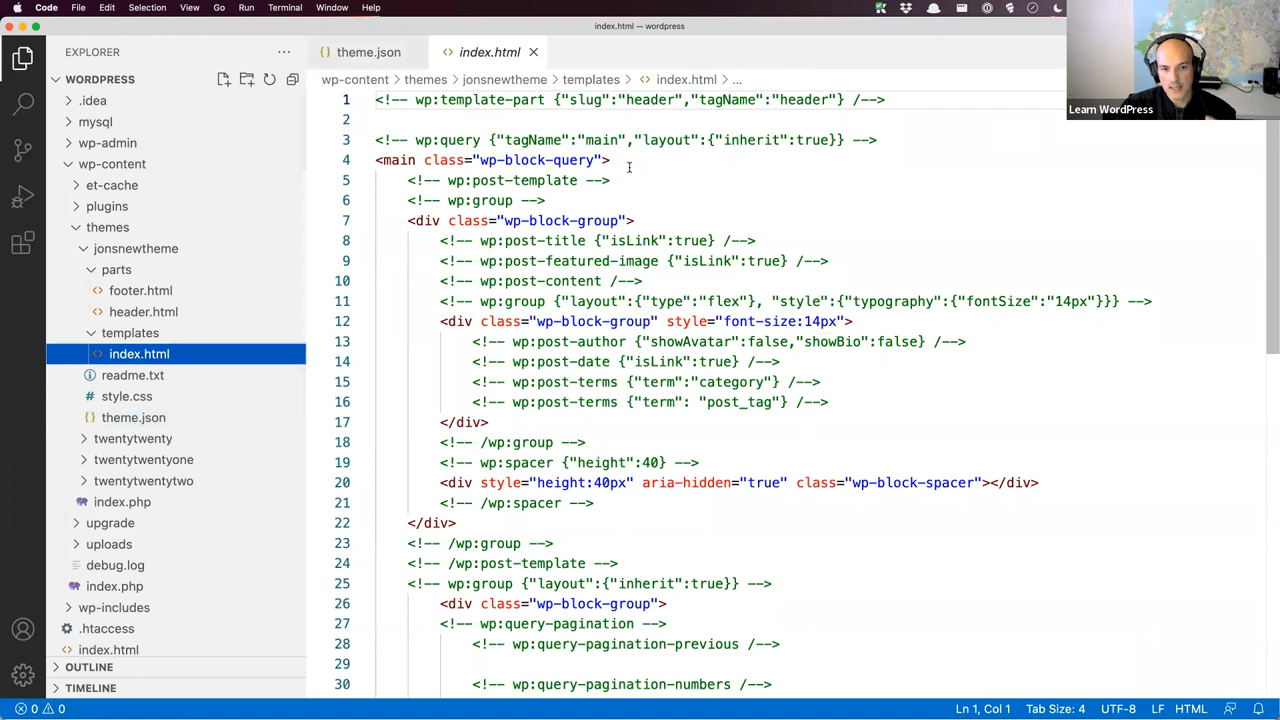 Code File Edit Selection View Go Run Terminal Window Help
index.html — wordpress
EXPLORER
theme.json
index.html
WORDPRESS
wp-content > themes > jonsnewtheme > templates > index.html > ...
Learn WordPress
.idea
mysql
wp-admin
wp-content
et-cache
plugins
themes
jonsnewtheme
parts
footer.html
header.html
templates
index.html
readme.txt
style.css
theme.json
twentytwenty
twentytwentyone
twentytwentytwo
index.php
upgrade
uploads
debug.log
index.php
wp-includes
.htaccess
index.html
OUTLINE
TIMELINE
1 <!-- wp:template-part {"slug":"header","tagName":"header"} /-->
2
3 <!-- wp:query {"tagName":"main","layout":{"inherit":true}} -->
4 <main class="wp-block-query">
5 <!-- wp:post-template -->
6 <!-- wp:group -->
7 <div class="wp-block-group">
8 <!-- wp:post-title {"isLink":true} /-->
9 <!-- wp:post-featured-image {"isLink":true} /-->
10 <!-- wp:post-content /-->
11 <!-- wp:group {"layout":{"type":"flex"}, "style":{"typography":{"fontSize":"14px"}}} -->
12 <div class="wp-block-group" style="font-size:14px">
13 <!-- wp:post-author {"showAvatar":false,"showBio":false} /-->
14 <!-- wp:post-date {"isLink":true} /-->
15 <!-- wp:post-terms {"term":"category"} /-->
16 <!-- wp:post-terms {"term": "post_tag"} /-->
17 </div>
18 <!-- /wp:group -->
19 <!-- wp:spacer {"height":40} -->
20 <div style="height:40px" aria-hidden="true" class="wp-block-spacer"></div>
21 <!-- /wp:spacer -->
22 </div>
23 <!-- /wp:group -->
24 <!-- /wp:post-template -->
25 <!-- wp:group {"layout":{"inherit":true}} -->
26 <div class="wp-block-group">
27 <!-- wp:query-pagination -->
28 <!-- wp:query-pagination-previous /-->
29
30 <!-- wp:query-pagination-numbers /-->
0 0
Ln 1, Col 1 Tab Size: 4 UTF-8 LF HTML